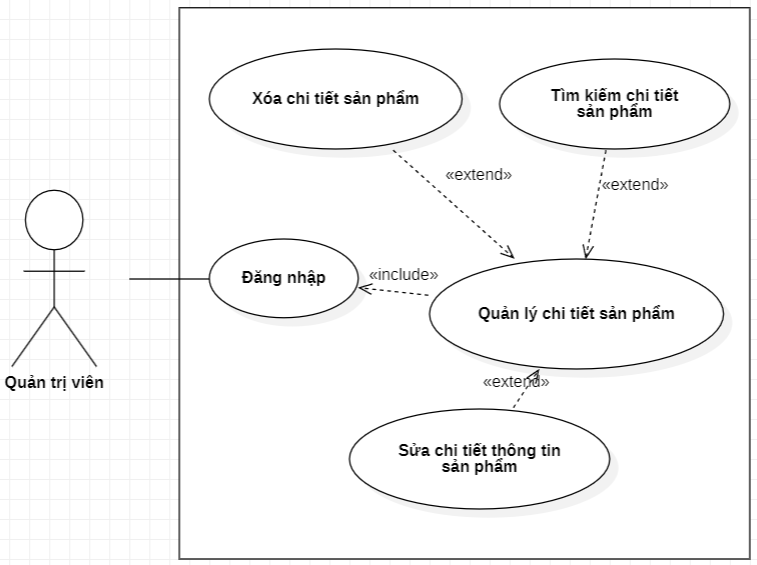 Xóa chi tiết sản phẩm
Tìm kiếm chi tiết
sản phẩm
«extend»
«extend»
Đăng nhập
«include»
Quản lý chi tiết sản phẩm
Quản trị viên
«extend»
Sửa chi tiết thông tin
sản phẩm